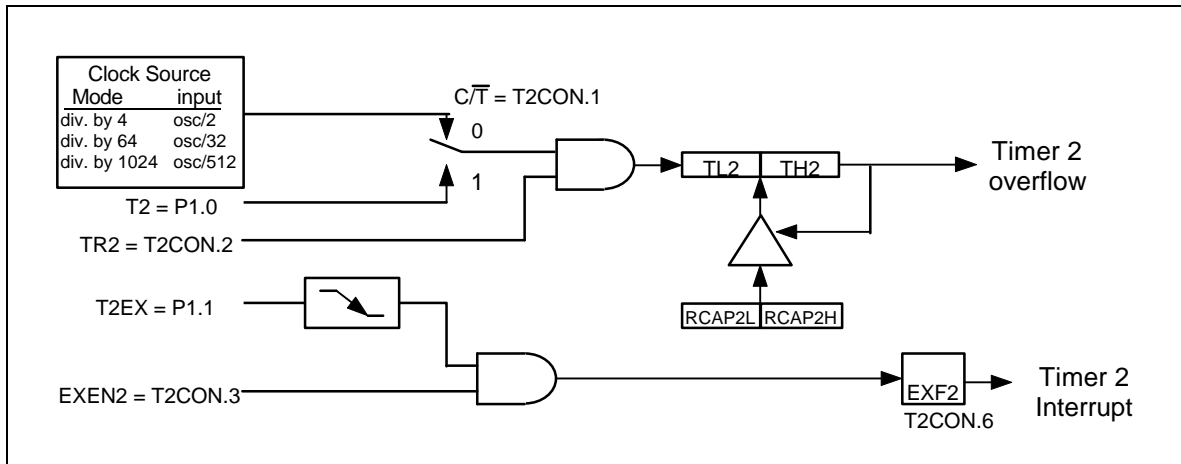 Clock Source
Mode input
div. by 4 osc/2
div. by 64 osc/32
div. by 1024 osc/512
C/T̅ = T2CON.1
0
1
T2 = P1.0
TR2 = T2CON.2
TL2 TH2
Timer 2
overflow
T2EX = P1.1
RCAP2L RCAP2H
EXEN2 = T2CON.3
EXF2
T2CON.6
Timer 2
Interrupt